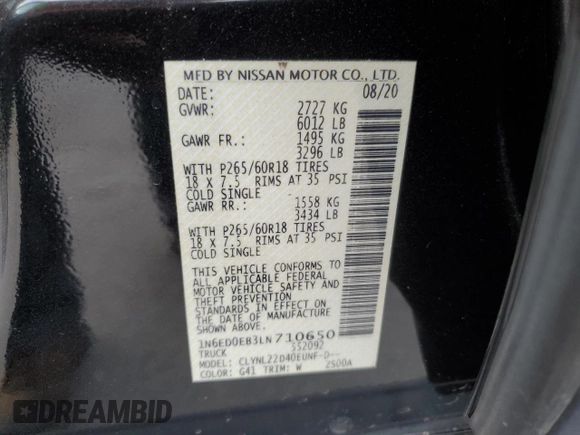 MFD BY NISSAN MOTOR CO., LTD.
DATE: 08/20
GVWR: 2727 KG
6012 LB
GAWR FR.: 1495 KG
3296 LB
WITH P265/60R18 TIRES
18 X 7.5 RIMS AT 35 PSI
COLD SINGLE -
GAWR RR.: 1558 KG
3434 LB
WITH P265/60R18 TIRES
18 X 7.5 RIMS AT 35 PSI
COLD SINGLE
THIS VEHICLE CONFORMS TO
ALL APPLICABLE FEDERAL
MOTOR VEHICLE SAFETY AND
THEFT PREVENTION
STANDARDS IN EFFECT ON
THE DATE OF MANUFACTURE
SHOWN ABOVE.
1N6ED0EB3LN710650
TRUCK S52092
MODEL: CLYNL22D40EUNF-D--
COLOR: G41 TRIM: W 2500A
DREAMBID